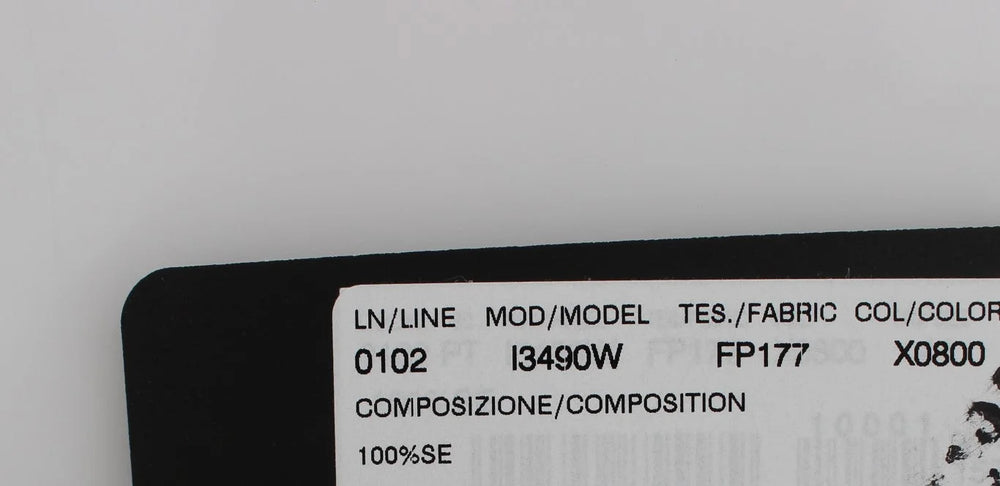 LN/LINE MOD/MODEL TES./FABRIC COL/COLOR
0102 I3490W FP177 X0800
COMPOSIZIONE/COMPOSITION
100%SE